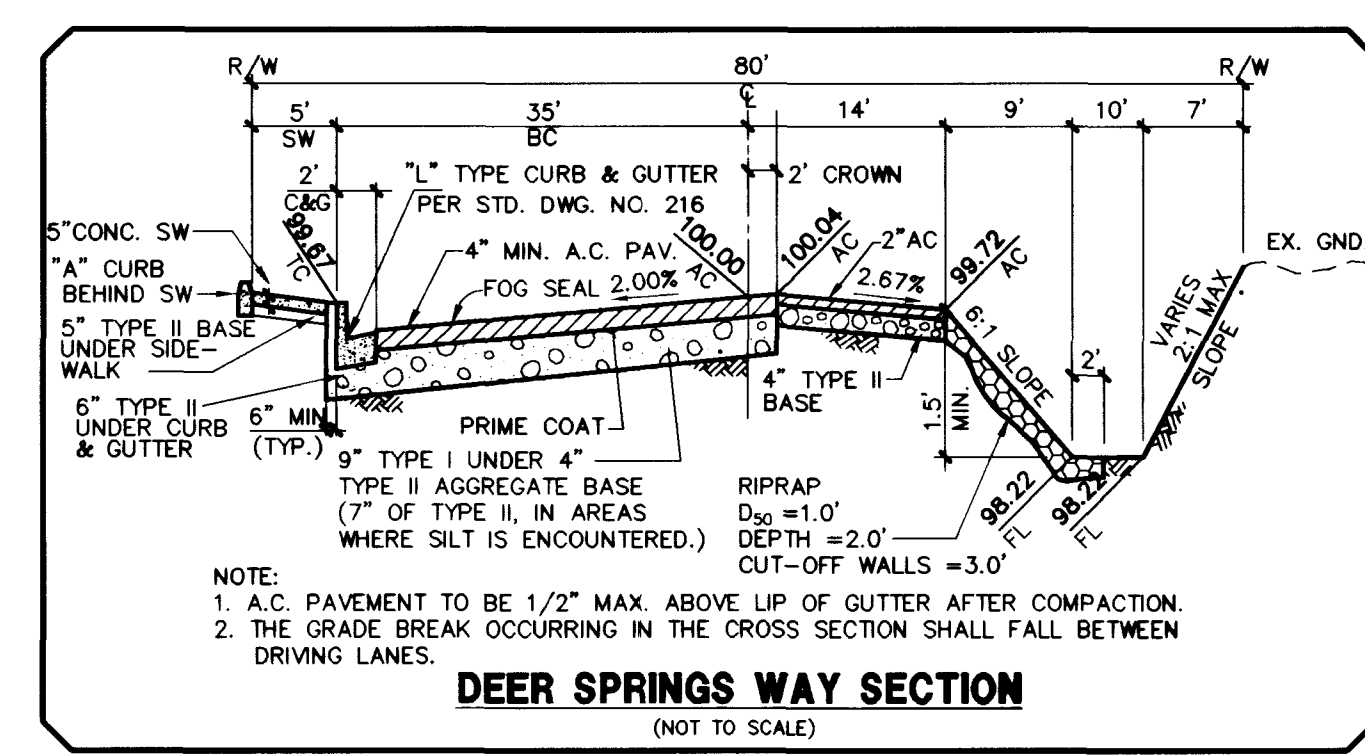 R/W
80'
R/W
℄
5'
SW
35'
BC
14'
9'
10'
7'
2'
C&G
"L" TYPE CURB & GUTTER
PER STD. DWG. NO. 216
2' CROWN
99.67
TC
100.00
AC
100.04
AC
2"AC
99.72
AC
5"CONC. SW
"A" CURB
BEHIND SW
4" MIN. A.C. PAV.
FOG SEAL
2.00%
2.67%
EX. GND.
VARIES
2:1 MAX
SLOPE
6:1
SLOPE
2'
5" TYPE II BASE
UNDER SIDE-
WALK
4" TYPE II
BASE
1.5'
MIN.
6" TYPE II
UNDER CURB
& GUTTER
6" MIN
(TYP.)
PRIME COAT
9" TYPE I UNDER 4"
TYPE II AGGREGATE BASE
(7" OF TYPE II, IN AREAS
WHERE SILT IS ENCOUNTERED.)
RIPRAP
D50 =1.0'
DEPTH =2.0'
CUT-OFF WALLS =3.0'
98.22
FL
98.22
FL
NOTE:
1. A.C. PAVEMENT TO BE 1/2" MAX. ABOVE LIP OF GUTTER AFTER COMPACTION.
2. THE GRADE BREAK OCCURRING IN THE CROSS SECTION SHALL FALL BETWEEN
DRIVING LANES.
DEER SPRINGS WAY SECTION
(NOT TO SCALE)